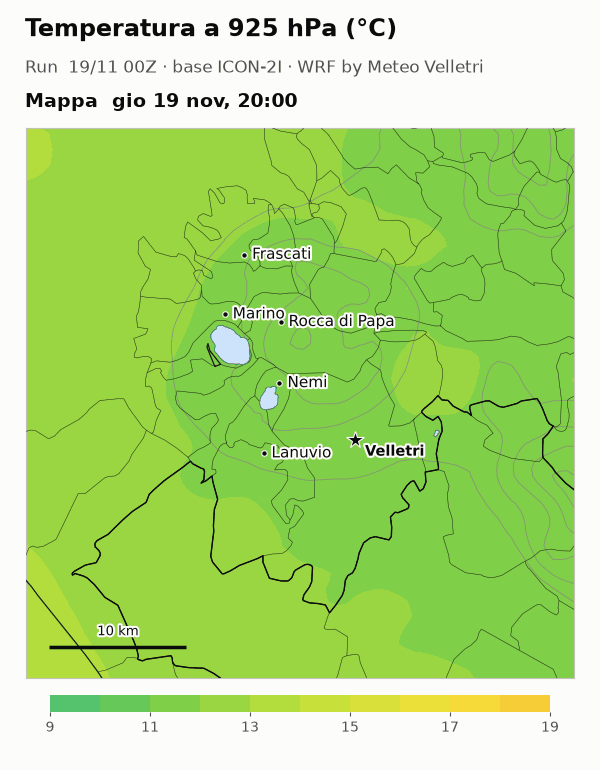 Temperatura a 925 hPa (°C)
Run  19/11 00Z · base ICON-2I · WRF by Meteo Velletri
Mappa  gio 19 nov, 20:00
Frascati
Marino
Rocca di Papa
Nemi
Velletri
Lanuvio
10 km
9 11 13 15 17 19